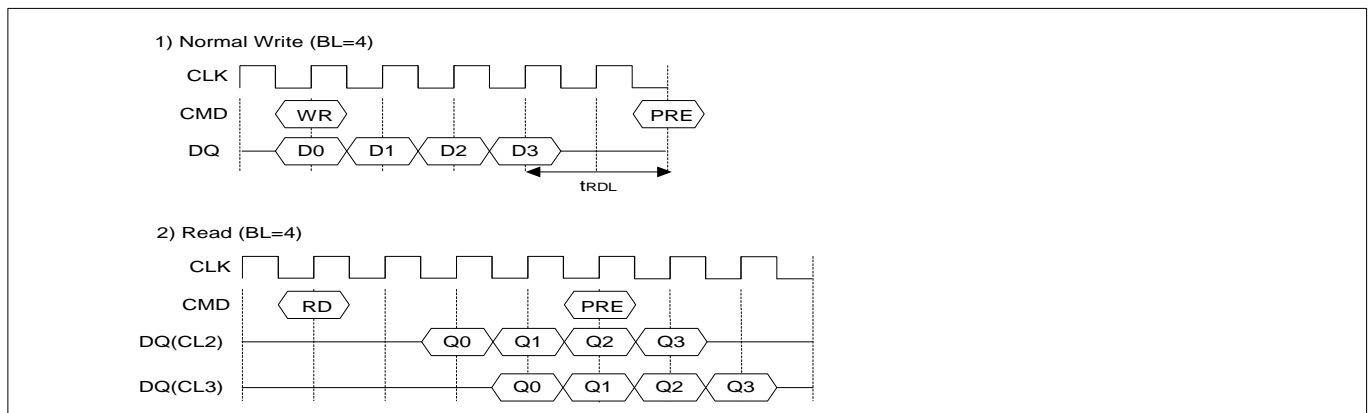 1) Normal Write (BL=4)
CLK
CMD WR PRE
DQ D0 D1 D2 D3
tRDL
2) Read (BL=4)
CLK
CMD RD PRE
DQ(CL2) Q0 Q1 Q2 Q3
DQ(CL3) Q0 Q1 Q2 Q3